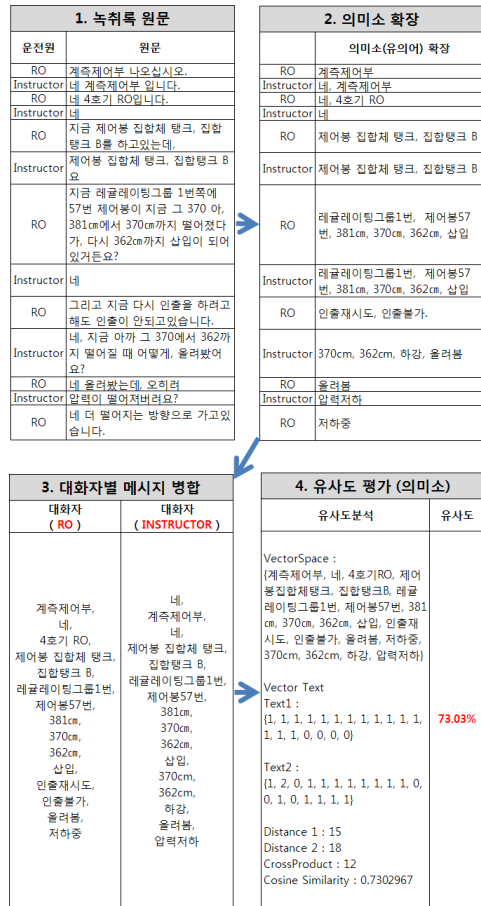 1. 녹취록 원문
운전원 원문
RO 계측제어부 나오십시오.
Instructor 네 계측제어부 입니다.
RO 네 4호기 RO입니다.
Instructor 네
RO 지금 제어봉 집합체 탱크, 집합
탱크 B를 하고있는데,
Instructor 제어봉 집합체 탱크, 집합탱크 B
요
RO 지금 레귤레이팅그룹 1번쪽에
57번 제어봉이 지금 그 370 아,
381㎝에서 370㎝까지 떨어졌다
가, 다시 362㎝까지 삽입이 되어
있거든요?
Instructor 네
RO 그리고 지금 다시 인출을 하려고
해도 인출이 안되고있습니다.
Instructor 네, 지금 아까 그 370에서 362까
지 떨어질 때 어떻게, 올려봤어
요?
RO 네 올려봤는데, 오히려
Instructor 압력이 떨어져버려요?
RO 네 더 떨어지는 방향으로 가고있
습니다.
2. 의미소 확장
의미소(유의어) 확장
RO 계측제어부
Instructor 네, 계측제어부
RO 네, 4호기 RO
Instructor 네
RO 제어봉 집합체 탱크, 집합탱크 B
Instructor 제어봉 집합체 탱크, 집합탱크 B
RO 레귤레이팅그룹1번, 제어봉57
번, 381㎝, 370㎝, 362㎝, 삽입
Instructor 레귤레이팅그룹1번, 제어봉57
번, 381㎝, 370㎝, 362㎝, 삽입
RO 인출재시도, 인출불가.
Instructor 370cm, 362㎝, 하강, 올려봄
RO 올려봄
Instructor 압력저하
RO 저하중
3. 대화자별 메시지 병합
대화자
( RO )
대화자
( INSTRUCTOR )
계측제어부,
네,
4호기 RO,
제어봉 집합체 탱크,
집합탱크 B,
레귤레이팅그룹1번,
제어봉57번,
381㎝,
370㎝,
362㎝,
삽입,
인출재시도,
인출불가,
올려봄,
저하중
네,
계측제어부,
네,
제어봉 집합체 탱크,
집합탱크 B,
레귤레이팅그룹1번,
제어봉57번,
381㎝,
370㎝,
362㎝,
삽입,
370cm,
362㎝,
하강,
올려봄,
압력저하
4. 유사도 평가 (의미소)
유사도분석 유사도
VectorSpace :
{계측제어부, 네, 4호기RO, 제어
봉집합체탱크, 집합탱크B, 레귤
레이팅그룹1번, 제어봉57번, 381
㎝, 370㎝, 362㎝, 삽입, 인출재
시도, 인출불가, 올려봄, 저하중,
370cm, 362㎝, 하강, 압력저하}
Vector Text
Text1 :
{1, 1, 1, 1, 1, 1, 1, 1, 1, 1, 1, 1,
1, 1, 1, 0, 0, 0, 0}
Text2 :
{1, 2, 0, 1, 1, 1, 1, 1, 1, 1, 1, 0,
0, 1, 0, 1, 1, 1, 1}
Distance 1 : 15
Distance 2 : 18
CrossProduct : 12
Cosine Similarity : 0.7302967
73.03%